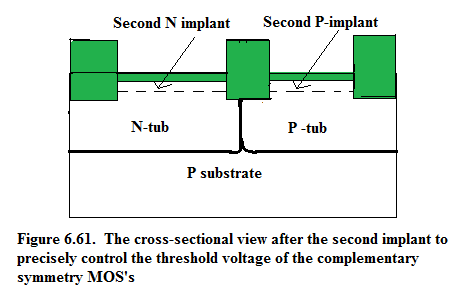 Second N implant Second P-implant
N-tub P -tub
P substrate
Figure 6.61. The cross-sectional view after the second implant to
precisely control the threshold voltage of the complementary
symmetry MOS's